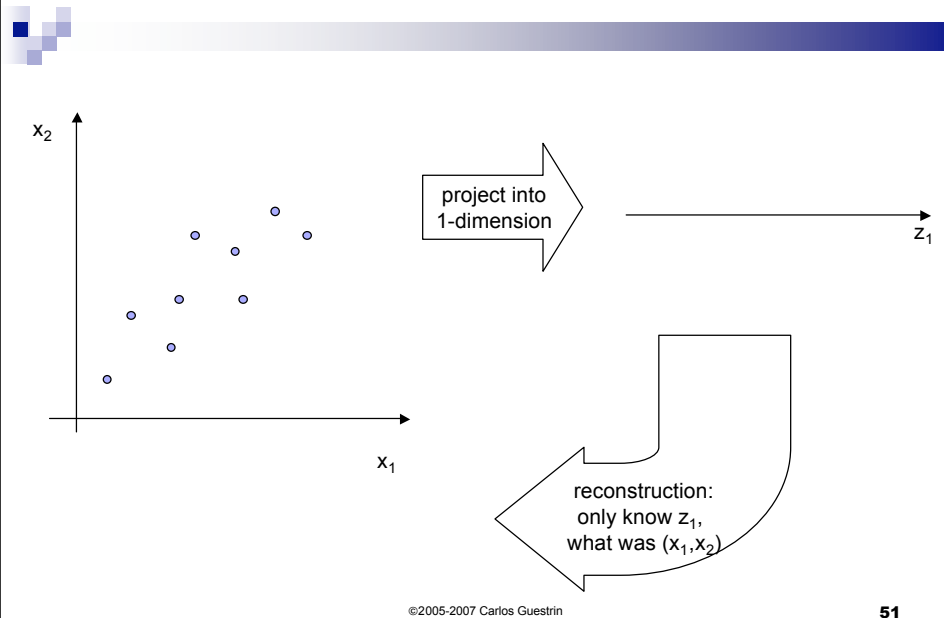 x₂
project into
1-dimension
z₁
x₁
reconstruction:
only know z₁,
what was (x₁,x₂)
©2005-2007 Carlos Guestrin
51